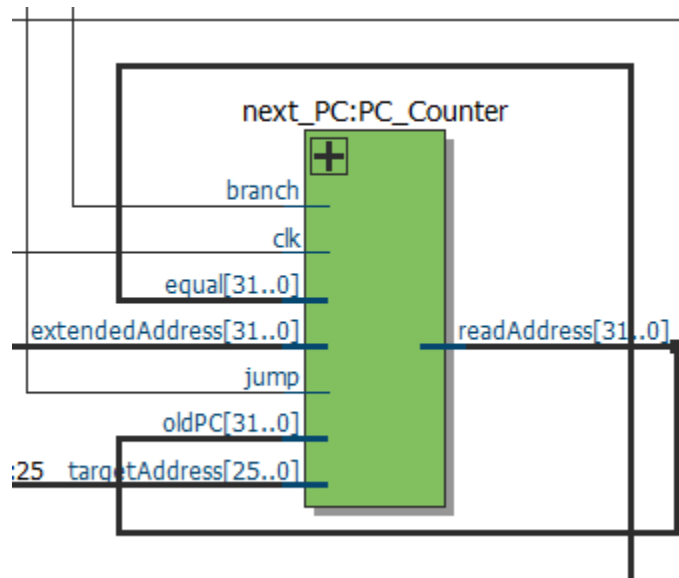 next_PC:PC_Counter
branch
clk
equal[31..0]
extendedAddress[31..0]
readAddress[31..0]
jump
oldPC[31..0]
:25 targetAddress[25..0]